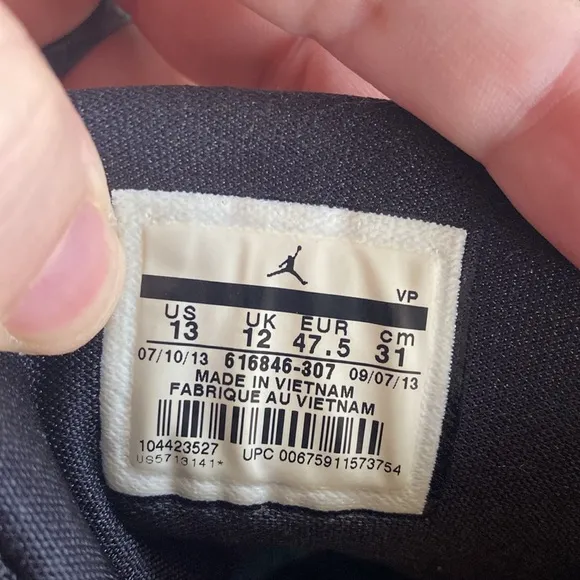 VP
US UK EUR cm
13 12 47.5 31
07/10/13 616846-307 09/07/13
MADE IN VIETNAM
FABRIQUE AU VIETNAM
104423527 UPC 00675911573754
US5713141*